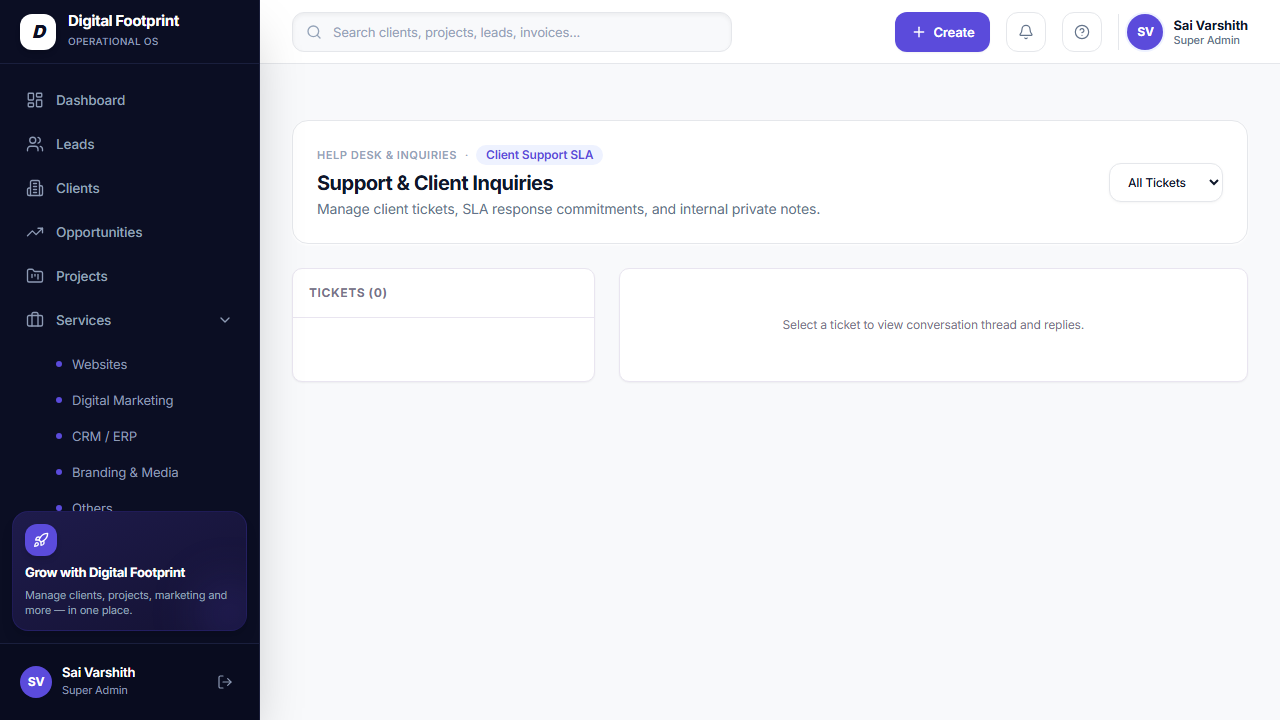 D
Digital Footprint
OPERATIONAL OS
Dashboard
Leads
Clients
Opportunities
Projects
Services
Websites
Digital Marketing
CRM / ERP
Branding & Media
Others
Grow with Digital Footprint
Manage clients, projects, marketing and
more — in one place.
SV
Sai Varshith
Super Admin
Search clients, projects, leads, invoices...
Create
SV
Sai Varshith
Super Admin
HELP DESK & INQUIRIES · Client Support SLA
Support & Client Inquiries
Manage client tickets, SLA response commitments, and internal private notes.
All Tickets
TICKETS (0)
Select a ticket to view conversation thread and replies.